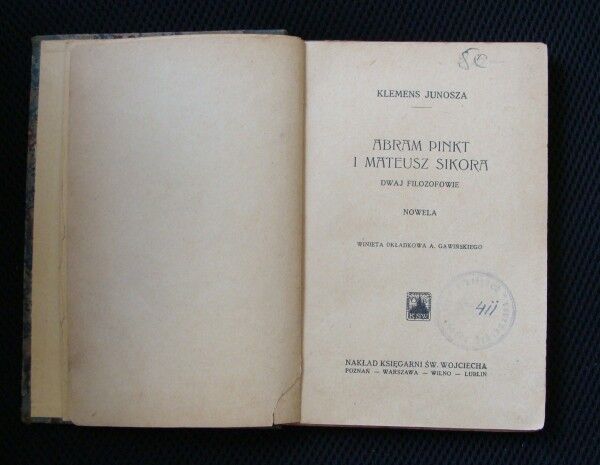 KLEMENS JUNOSZA
ABRAM PINKT
I MATEUSZ SIKORA
DWAJ FILOZOFOWIE
NOWELA
WINIETA OKŁADKOWA A. GAWIŃSKIEGO
K Ś W
411
NAKŁAD KSIĘGARNI ŚW. WOJCIECHA
POZNAŃ — WARSZAWA — WILNO — LUBLIN